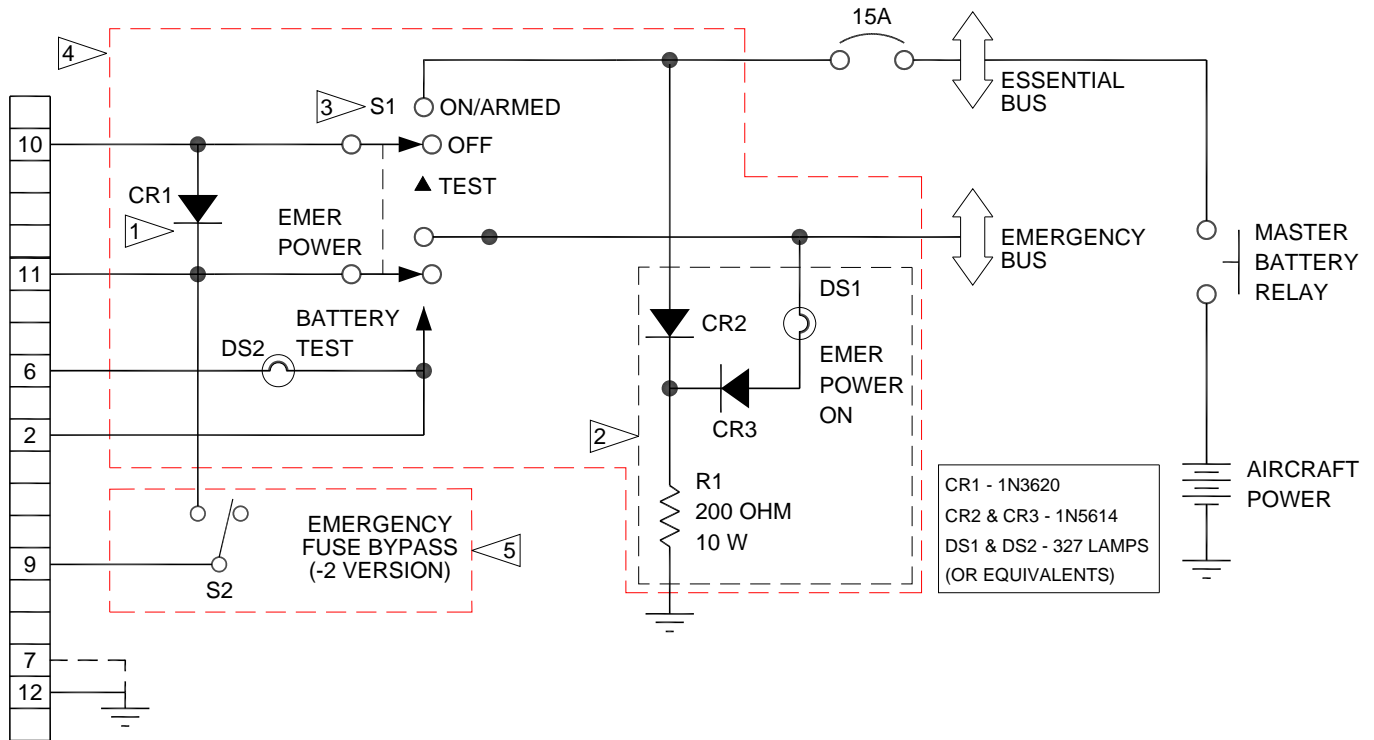 15A
4
ESSENTIAL
BUS
3
S1
ON/ARMED
10
OFF
TEST
CR1
1
EMER
POWER
EMERGENCY
BUS
MASTER
BATTERY
RELAY
11
BATTERY
TEST
DS2
DS1
CR2
EMER
POWER
ON
6
CR3
2
2
R1
200 OHM
10 W
AIRCRAFT
POWER
CR1 - 1N3620
CR2 & CR3 - 1N5614
DS1 & DS2 - 327 LAMPS
(OR EQUIVALENTS)
EMERGENCY
FUSE BYPASS
(-2 VERSION)
5
9
S2
7
12